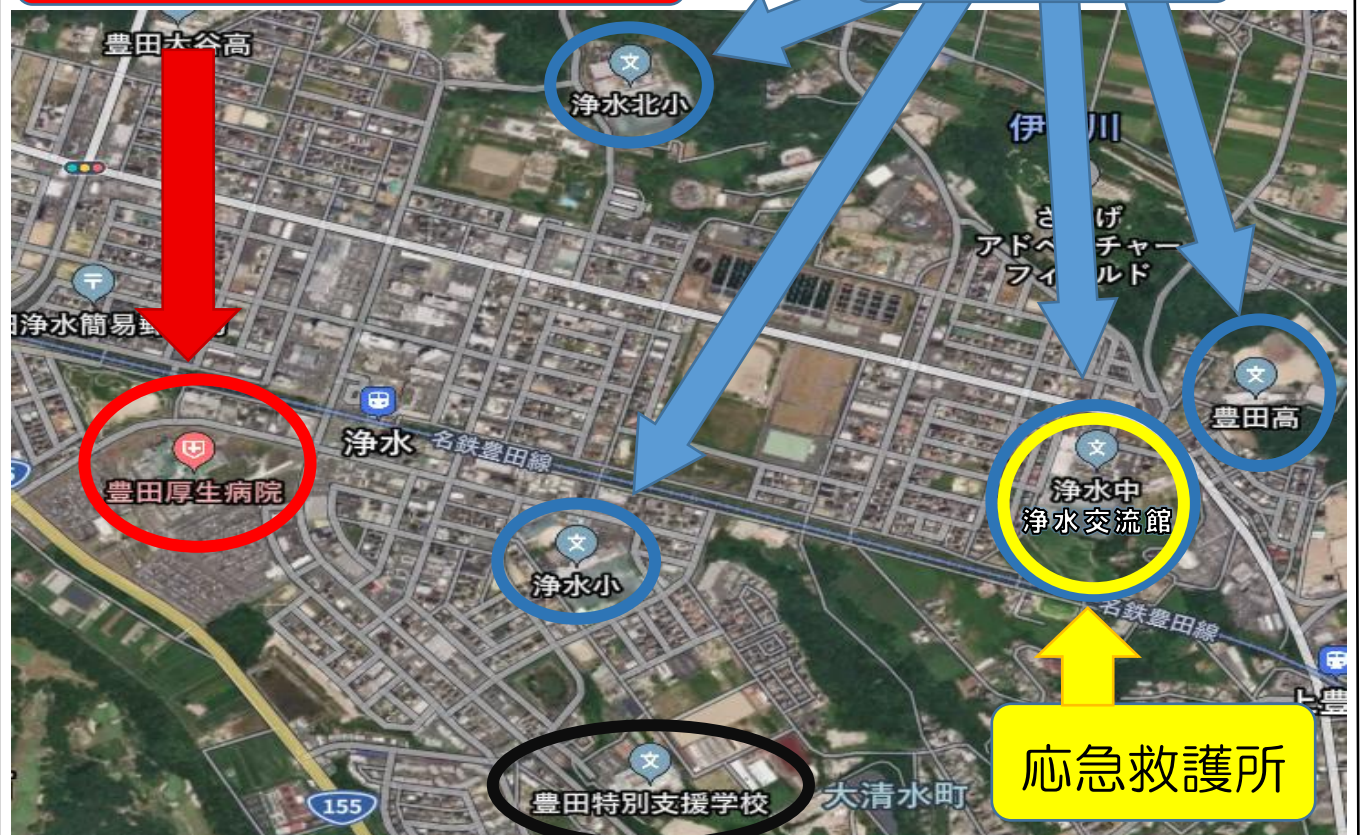 豊田大谷高
浄水北小
伊 川
さ げ
アドベ チャー
フィ ルド
田浄水簡易郵
豊田厚生病院
浄水
名鉄豊田線
豊田高
浄水中
浄水交流館
浄水小
名鉄豊田線
上豊
応急救護所
豊田特別支援学校
大清水町
155